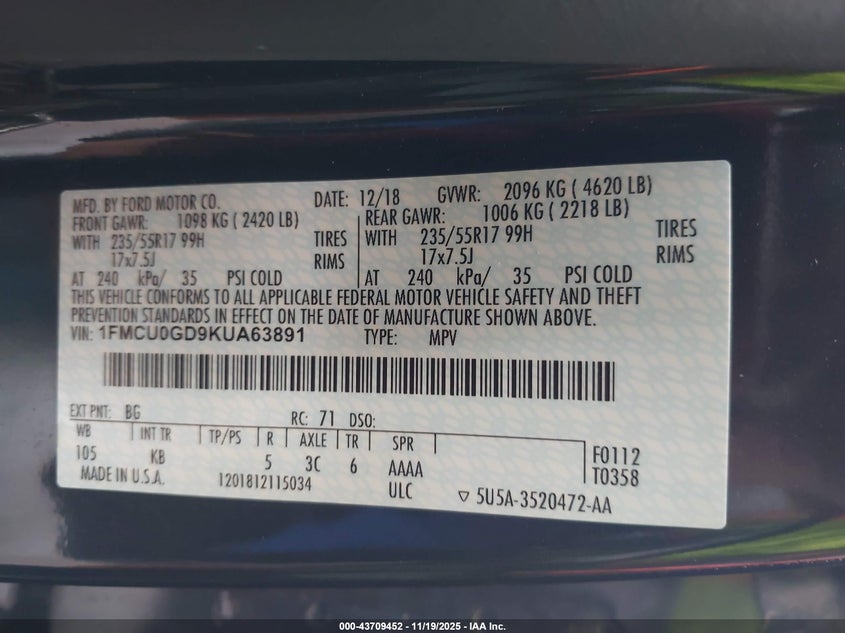 MFD. BY FORD MOTOR CO. DATE: 12/18 GVWR: 2096 KG ( 4620 LB)
FRONT GAWR: 1098 KG ( 2420 LB) REAR GAWR: 1006 KG ( 2218 LB)
WITH 235/55R17 99H TIRES WITH 235/55R17 99H TIRES
17x7.5J RIMS 17x7.5J RIMS
AT 240 kPa/ 35 PSI COLD AT 240 kPa/ 35 PSI COLD
THIS VEHICLE CONFORMS TO ALL APPLICABLE FEDERAL MOTOR VEHICLE SAFETY AND THEFT
PREVENTION STANDARDS IN EFFECT ON THE DATE OF MANUFACTURE SHOWN ABOVE.
VIN: 1FMCU0GD9KUA63891 TYPE: MPV
EXT PNT: BG RC: 71 DSO:
WB INT TR TP/PS R AXLE TR SPR
105 KB 5 3C 6 AAAA F0112
MADE IN U.S.A. 1201812115034 ULC T0358
5U5A-3520472-AA
000-43709452 - 11/19/2025 - IAA Inc.